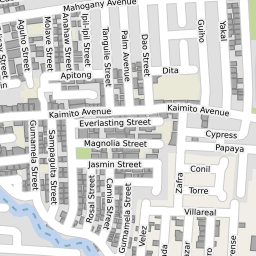 Mahogany Avenue
Aguho Street
Molave Street
Anahaw Street
Ipil-Ipil Street
Tanguile Street
Palm Avenue
Dao Street
Guiho
Yakal
Apitong
Dita
Kaimito Avenue
Kaimito Avenue
Everlasting Street
Cypress
Magnolia Street
Papaya
Gumamela Street
Sampaguita Street
Jasmin Street
Conil
Zafra
Torre
Rosal Street
Camia Street
Gumamela Street
Villareal
Velez